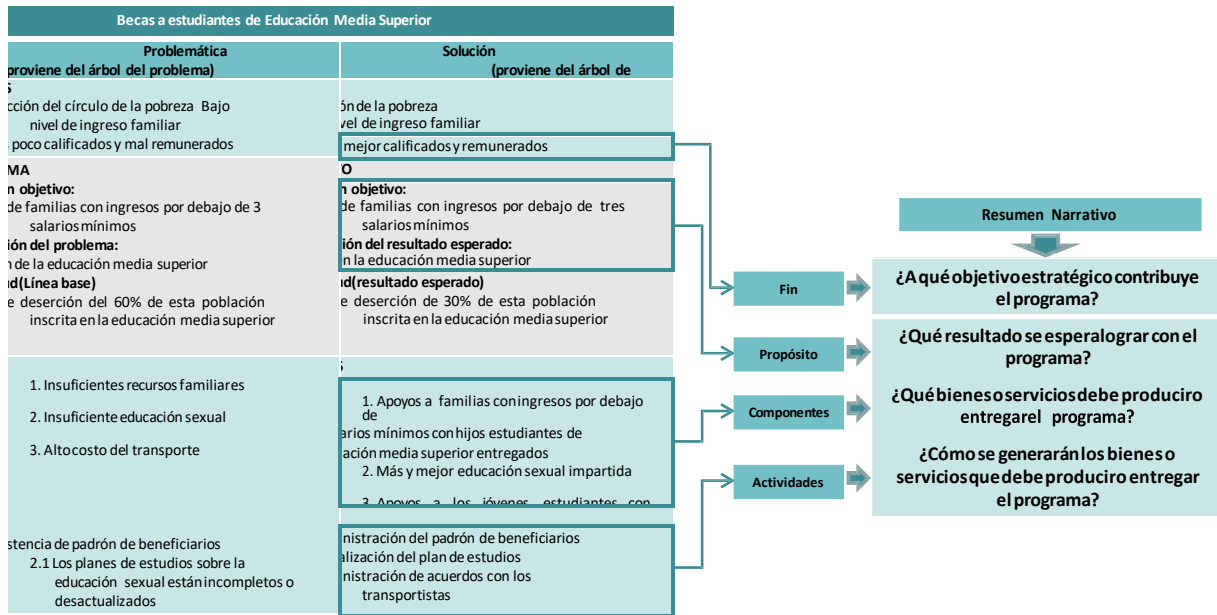 Becas a estudiantes de Educación Media Superior
Problemática
proviene del árbol del problema)
cción del círculo de la pobreza Bajo
nivel de ingreso familiar
poco calificados y mal remunerados
MA
n objetivo:
de familias con ingresos por debajo de 3
salarios mínimos
ión del problema:
n de la educación media superior
ud(Línea base)
e deserción del 60% de esta población
inscrita en la educación media superior
1. Insuficientes recursos familiares
2. Insuficiente educación sexual
3. Alto costo del transporte
stencia de padrón de beneficiarios
2.1 Los planes de estudios sobre la
educación sexual están incompletos o
desactualizados
Solución
(proviene del árbol de
ón de la pobreza
vel de ingreso familiar
mejor calificados y remunerados
O
n objetivo:
de familias con ingresos por debajo de tres
salarios mínimos
ión del resultado esperado:
en la educación media superior
ud(resultado esperado)
e deserción de 30% de esta población
inscrita en la educación media superior
1. Apoyos a familias con ingresos por debajo
de
arios mínimos con hijos estudiantes de
ación media superior entregados
2. Más y mejor educación sexual impartida
3. Apoyos a los jóvenes estudiantes con
nistración del padrón de beneficiarios
alización del plan de estudios
nistración de acuerdos con los
transportistas
Resumen Narrativo
Fin
¿A qué objetivo estratégico contribuye
el programa?
Propósito
¿Qué resultado se espera lograr con el
programa?
Componentes
¿Qué bienes o servicios debe producir o
entregar el programa?
Actividades
¿Cómo se generarán los bienes o
servicios que debe producir o entregar
el programa?